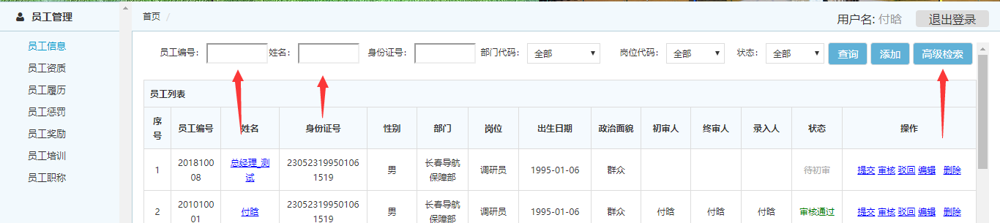 员工管理
员工信息
员工资质
员工履历
员工惩罚
员工奖励
员工培训
员工职称
首页 /
用户名: 付晗 退出登录
员工编号: 姓名: 身份证号: 部门代码: 全部 岗位代码: 全部 状态: 全部 查询 添加 高级检索
员工列表
序号 员工编号 姓名 身份证号 性别 部门 岗位 出生日期 政治面貌 初审人 终审人 录入人 状态 操作
1 201810008 总经理_测试 230523199501061519 男 长春导航保障部 调研员 1995-01-06 群众 待初审 提交 审核 驳回 编辑 删除
2 201010001 付晗 230523199501061519 男 长春导航保障部 调研员 1995-01-06 群众 付晗 付晗 付晗 审核通过 提交 审核 驳回 编辑 删除